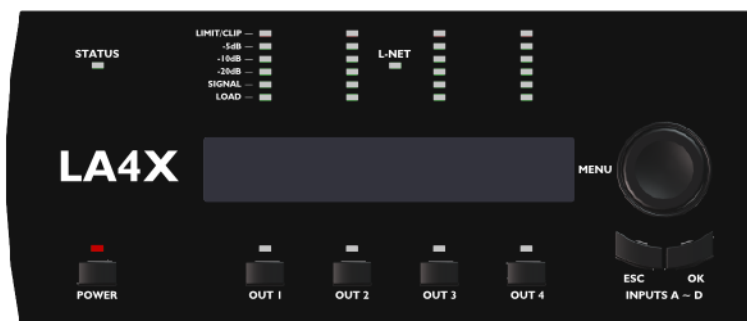 LIMIT/CLIP
STATUS
-5dB
L-NET
-10dB
-20dB
SIGNAL
LOAD
LA4X
MENU
ESC OK
POWER OUT 1 OUT 2 OUT 3 OUT 4 INPUTS A ~ D